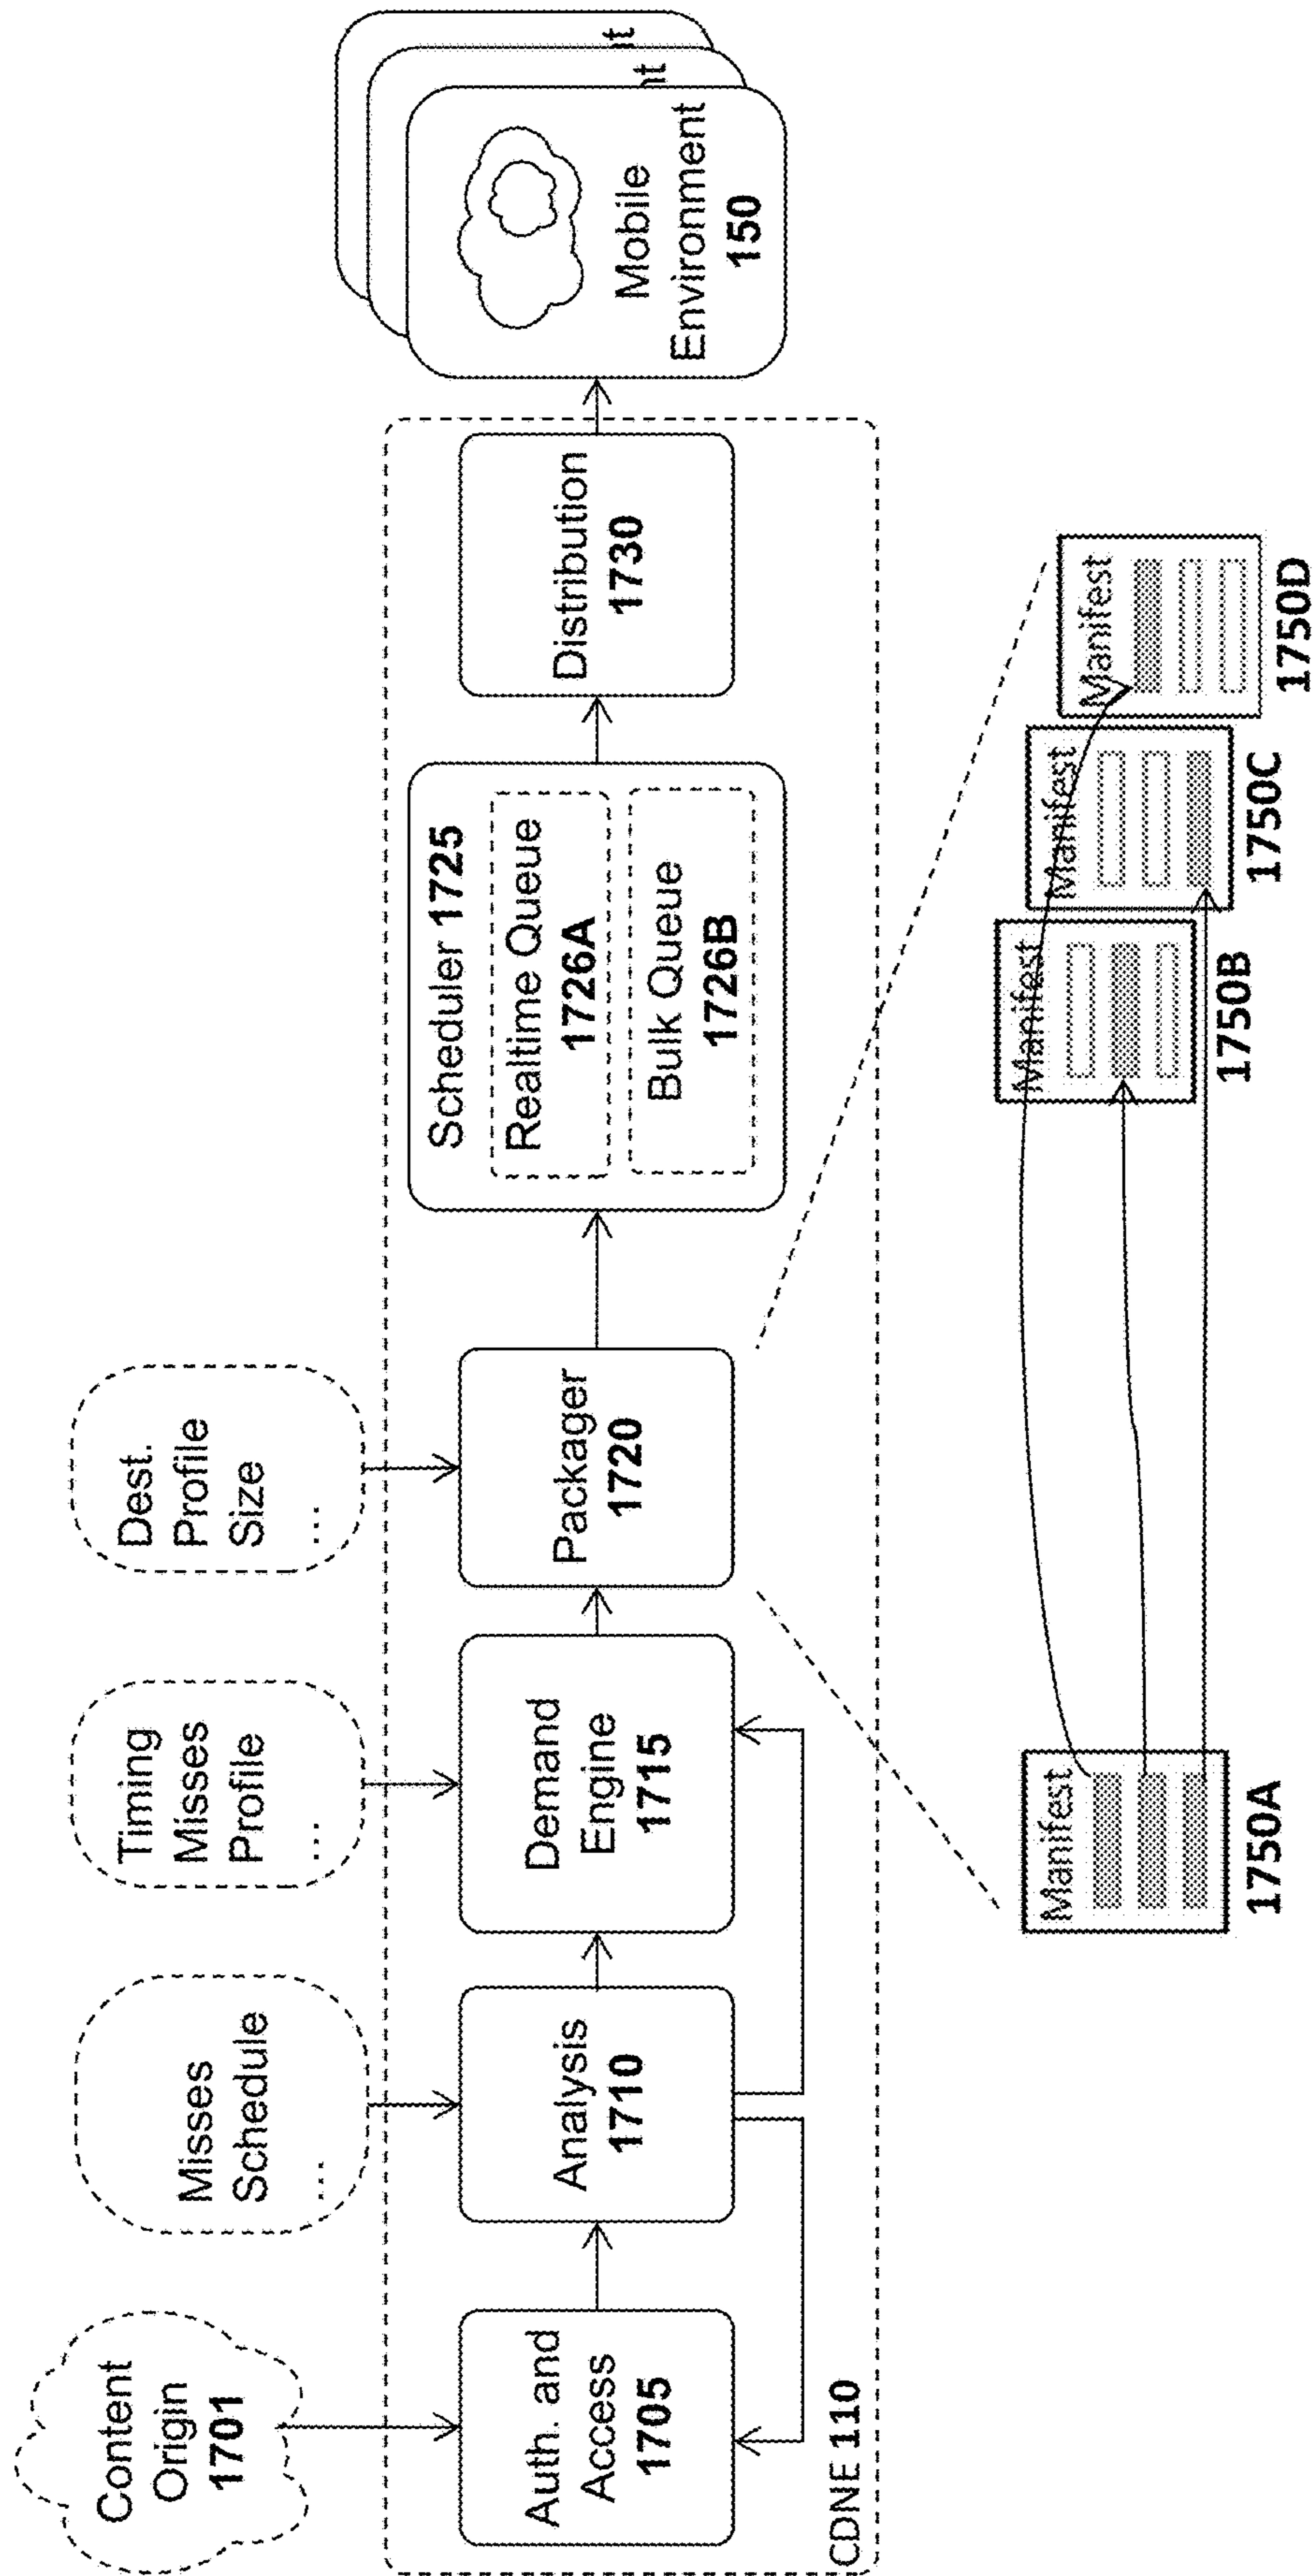 Content
Origin
1701
Misses
Schedule
...
Timing
Misses
Profile
...
Dest.
Profile
Size
...
Auth. and
Access
1705
Analysis
1710
Demand
Engine
1715
Packager
1720
Scheduler 1725
Realtime Queue
1726A
Bulk Queue
1726B
Distribution
1730
Mobile
Environment
150
nt
nt
CDNE 110
Manifest
1750A
Manifest
1750B
Manifest
1750C
Manifest
1750D